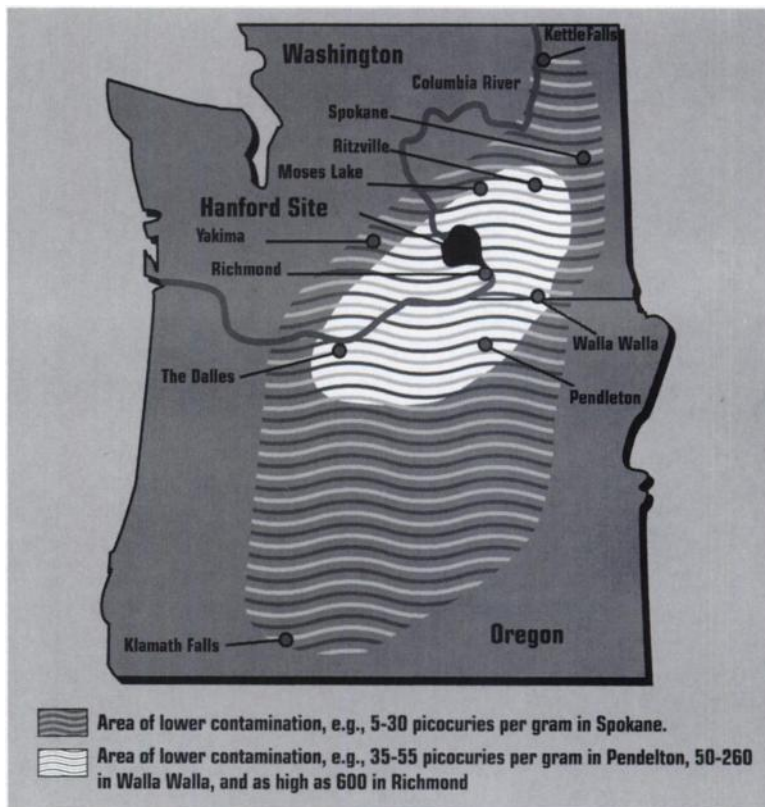 Kettle Falls
Washington
Columbia River
Spokane
Ritzville
Moses Lake
Hanford Site
Yakima
Richmond
Walla Walla
The Dalles
Pendleton
Klamath Falls
Oregon
Area of lower contamination, e.g., 5-30 picocuries per gram in Spokane.
Area of lower contamination, e.g., 35-55 picocuries per gram in Pendelton, 50-260
in Walla Walla, and as high as 600 in Richmond